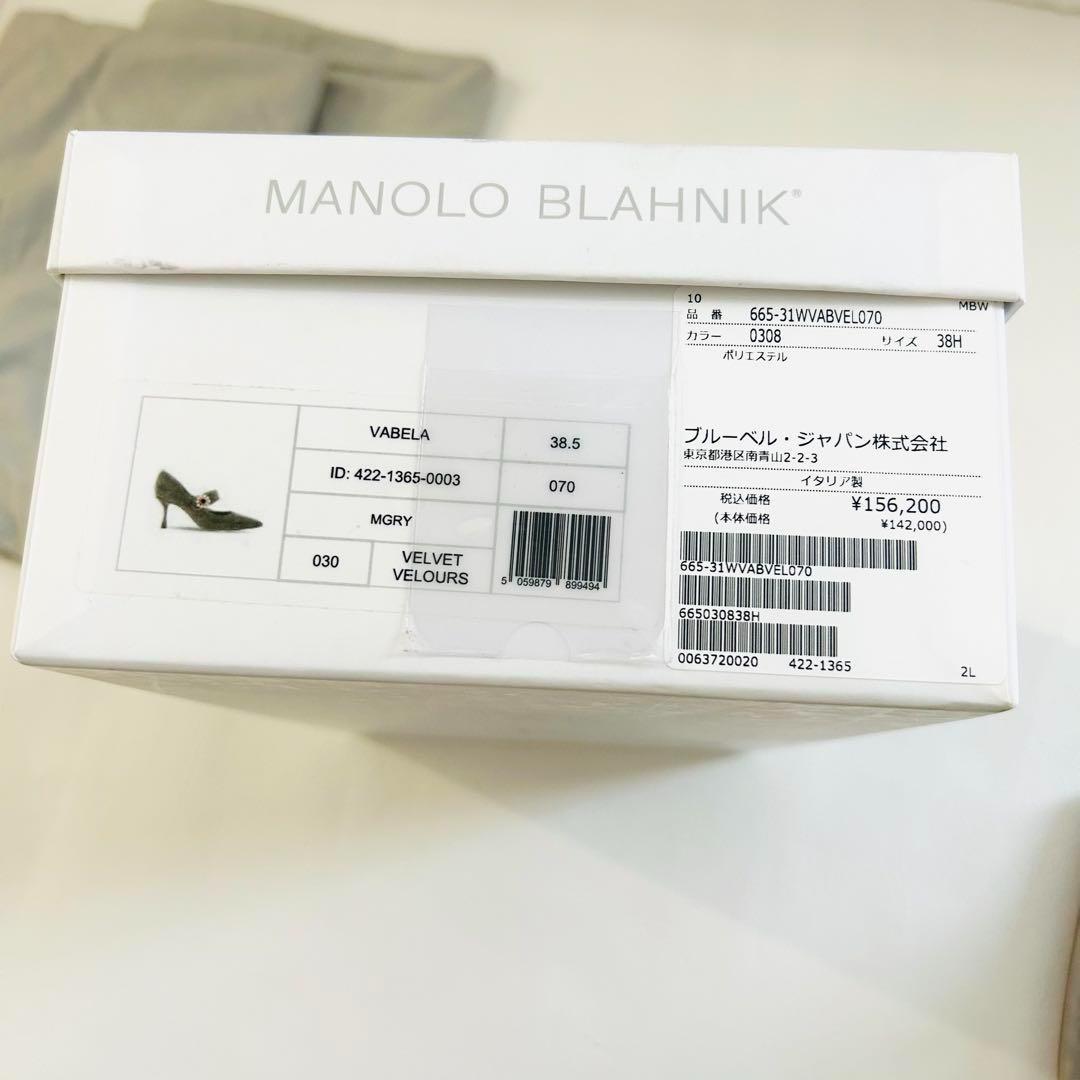 MANOLO BLAHNIK®
VABELA 38.5
ID: 422-1365-0003 070
MGRY
030 VELVET
VELOURS
5 059879 899494
10 MBW
品 番 665-31WVABVEL070
カラー 0308 サイズ 38H
ポリエステル
ブルーベル・ジャパン株式会社
東京都港区南青山2-2-3
イタリア製
税込価格 ¥156,200
(本体価格 ¥142,000)
665-31WVABVEL070
665030838H
0063720020 422-1365
2L